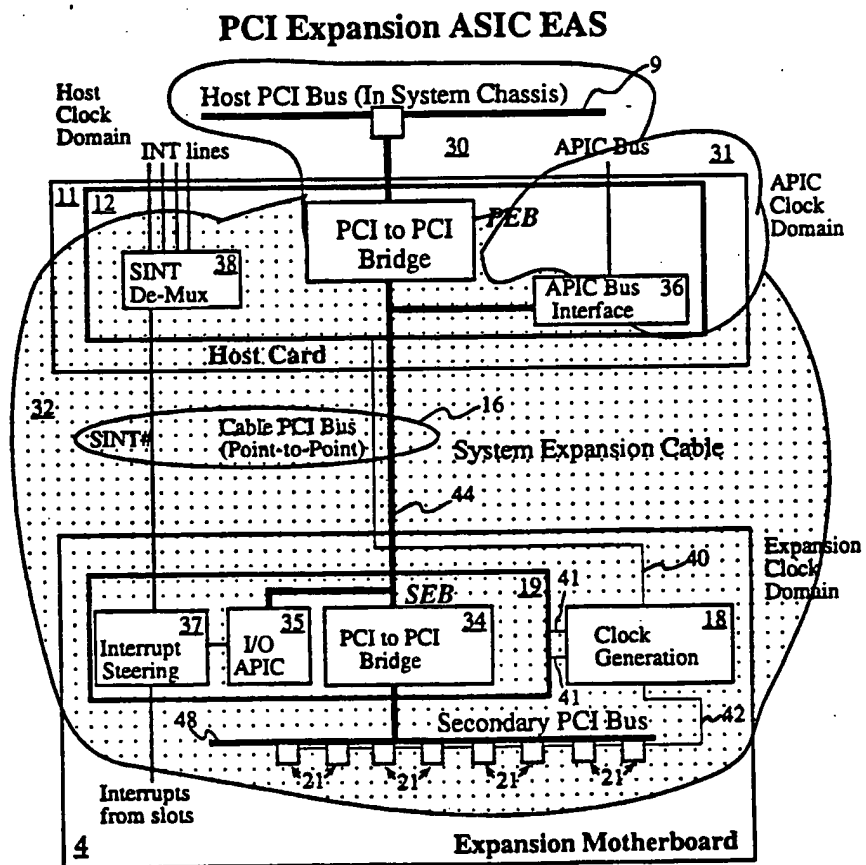 PCI Expansion ASIC EAS
9
Host PCI Bus (In System Chassis)
Host
Clock
Domain
30
INT lines
APIC Bus
31
11
12
APIC
Clock
Domain
PCI to PCI
Bridge
PEB
SINT
De-Mux
38
APIC Bus
Interface
36
Host Card
32
16
SINT#
Cable PCI Bus
(Point-to-Point)
System Expansion Cable
44
Expansion
Clock
Domain
40
19
41
SEB
37
Interrupt
Steering
35
I/O
APIC
34
PCI to PCI
Bridge
18
Clock
Generation
41
48
Secondary PCI Bus
42
21
21
21
21
Interrupts
from slots
4
Expansion Motherboard